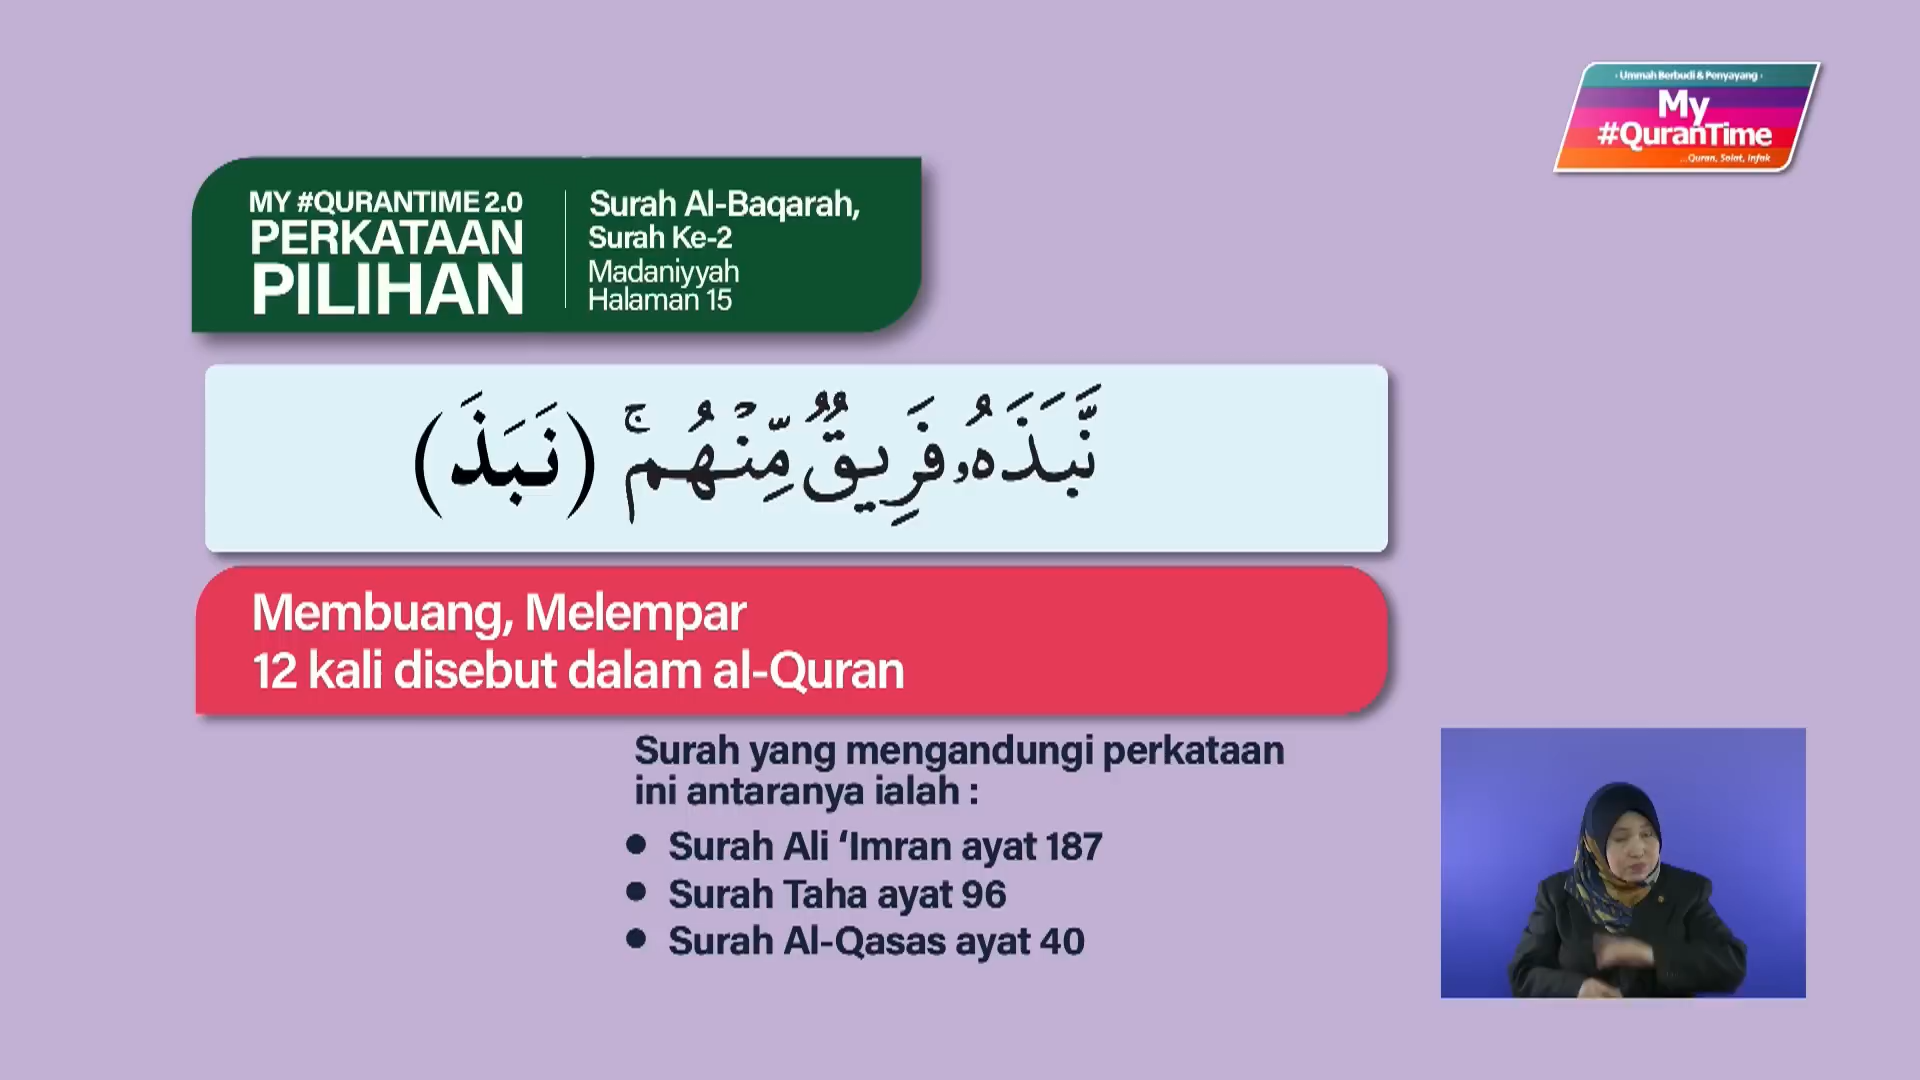 · Ummah Berbudi & Penyayang ·
My
#QuranTime
...Quran, Solat, Infak
MY #QURANTIME 2.0
PERKATAAN
PILIHAN
Surah Al-Baqarah,
Surah Ke-2
Madaniyyah
Halaman 15
نَّبَذَهُۥ فَرِيقٌ مِّنْهُمۚ (نَبَذَ)
Membuang, Melempar
12 kali disebut dalam al-Quran
Surah yang mengandungi perkataan
ini antaranya ialah :
● Surah Ali ‘Imran ayat 187
● Surah Taha ayat 96
● Surah Al-Qasas ayat 40